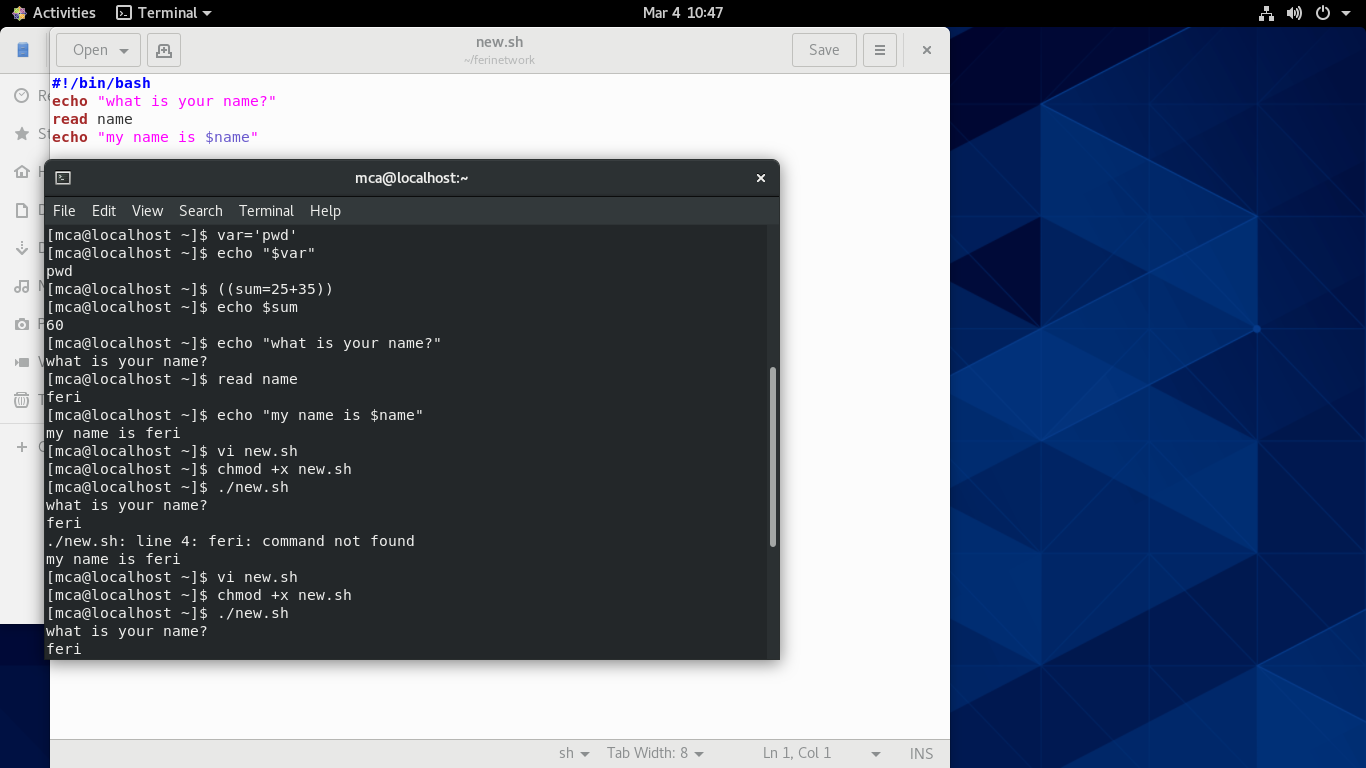 Activities Terminal Mar 4 10:47
Open new.sh Save
~/ferinetwork
#!/bin/bash
echo "what is your name?"
read name
echo "my name is $name"
mca@localhost:~
File Edit View Search Terminal Help
[mca@localhost ~]$ var='pwd'
[mca@localhost ~]$ echo "$var"
pwd
[mca@localhost ~]$ ((sum=25+35))
[mca@localhost ~]$ echo $sum
60
[mca@localhost ~]$ echo "what is your name?"
what is your name?
[mca@localhost ~]$ read name
feri
[mca@localhost ~]$ echo "my name is $name"
my name is feri
[mca@localhost ~]$ vi new.sh
[mca@localhost ~]$ chmod +x new.sh
[mca@localhost ~]$ ./new.sh
what is your name?
feri
./new.sh: line 4: feri: command not found
my name is feri
[mca@localhost ~]$ vi new.sh
[mca@localhost ~]$ chmod +x new.sh
[mca@localhost ~]$ ./new.sh
what is your name?
feri
sh Tab Width: 8 Ln 1, Col 1 INS